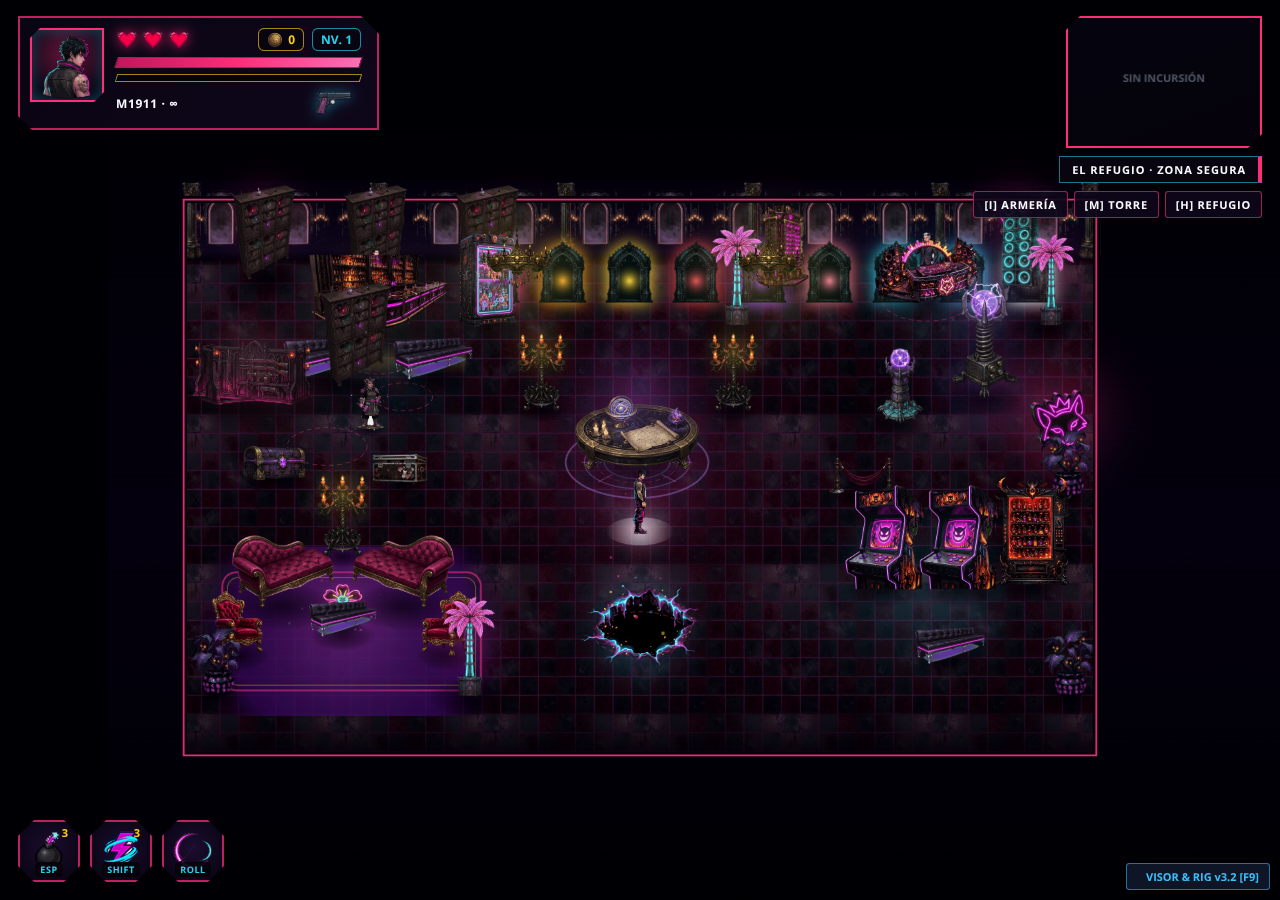 0
NV. 1
M1911 · ∞
SIN INCURSIÓN
EL REFUGIO · ZONA SEGURA
[I] ARMERÍA
[M] TORRE
[H] REFUGIO
3
ESP
3
SHIFT
ROLL
VISOR & RIG v3.2 [F9]